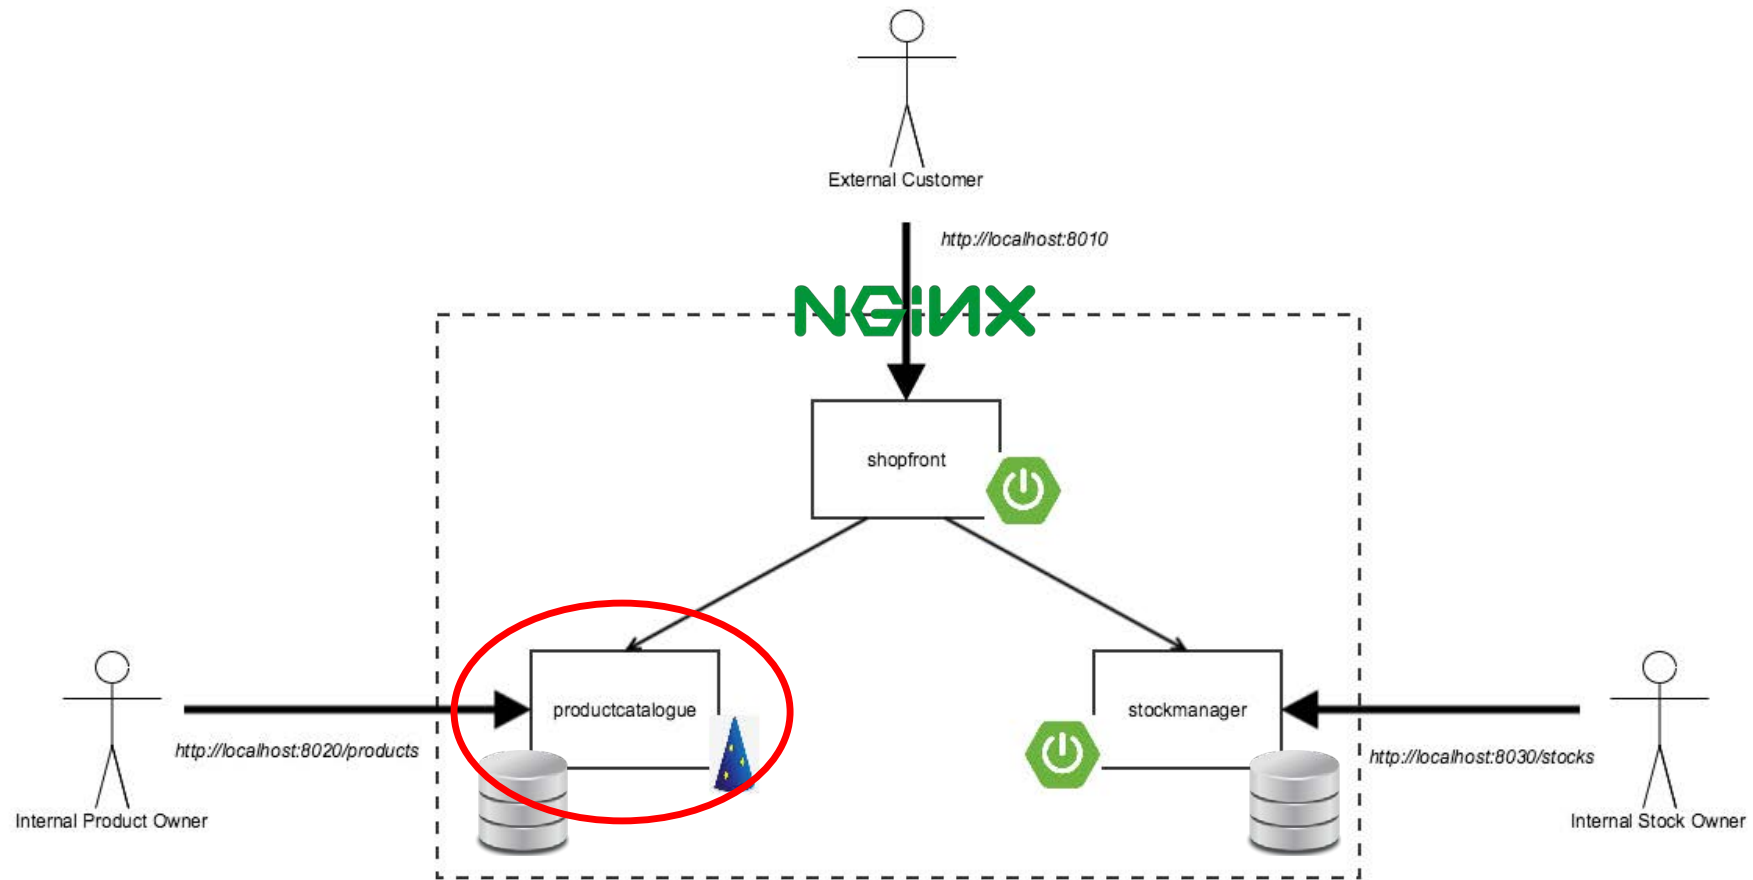 External Customer
http://localhost:8010
NGINX
shopfront
productcatalogue
stockmanager
http://localhost:8020/products
http://localhost:8030/stocks
Internal Product Owner
Internal Stock Owner